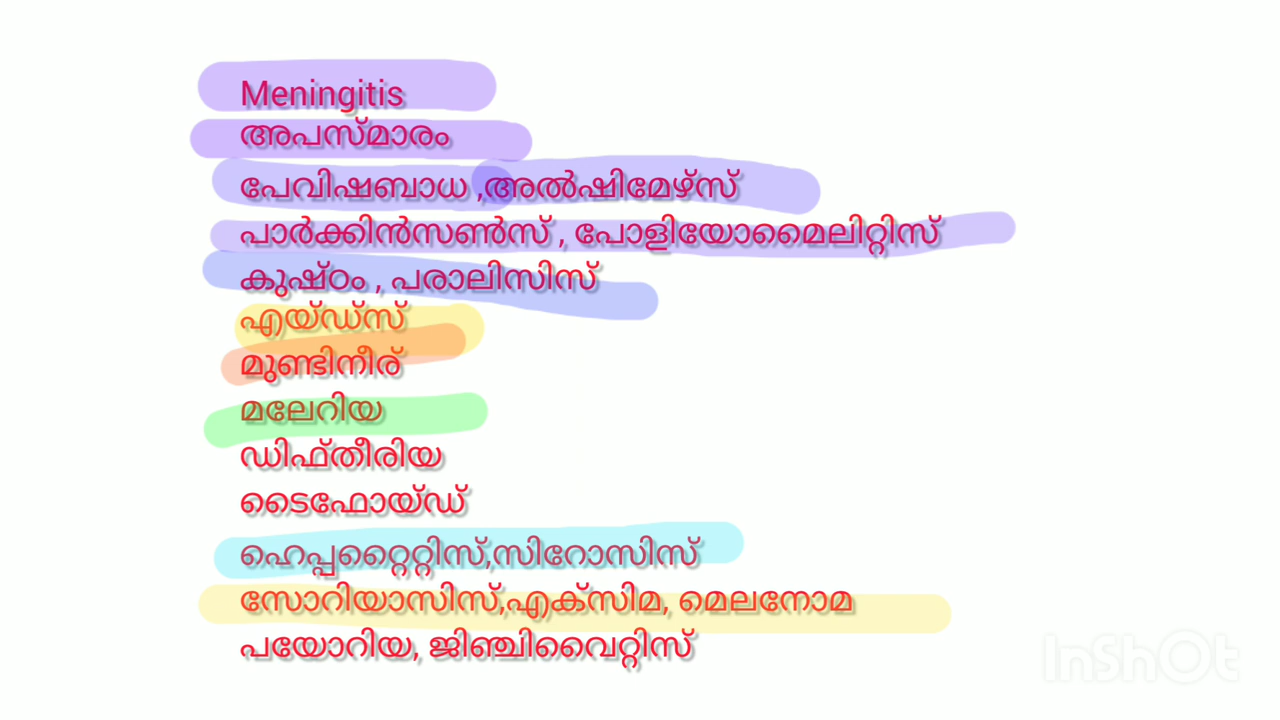 Meningitis
അപസ്മാരം
പേവിഷബാധ ,അൽഷിമേഴ്സ്
പാർക്കിൻസൺസ് , പോളിയോമൈലിറ്റിസ്
കുഷ്ഠം , പരാലിസിസ്
എയ്ഡ്സ്
മുണ്ടിനീര്
മലേറിയ
ഡിഫ്തീരിയ
ടൈഫോയ്ഡ്
ഹെപ്പറ്റൈറ്റിസ്,സിറോസിസ്
സോറിയാസിസ്,എക്സിമ, മെലനോമ
പയോറിയ, ജിഞ്ചിവൈറ്റിസ്
InShOt